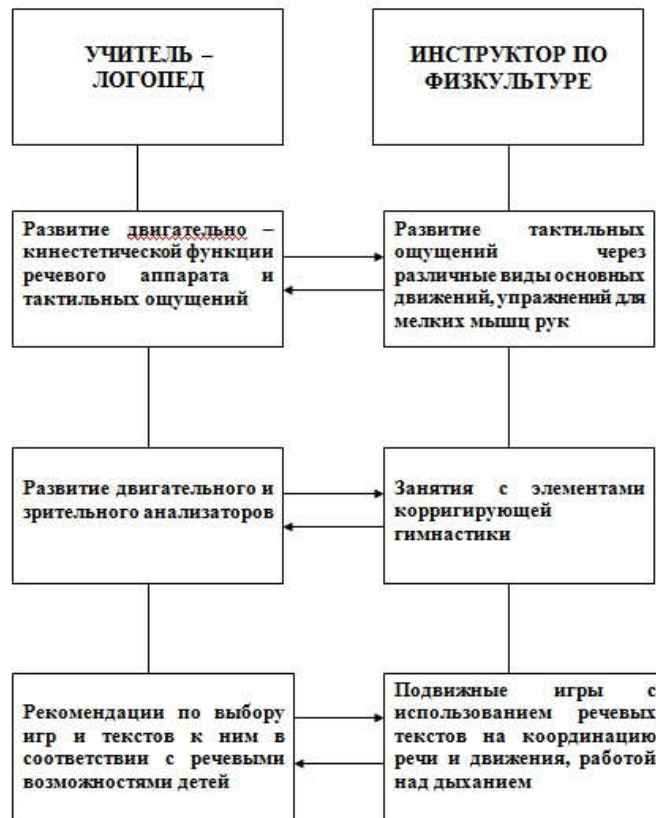 УЧИТЕЛЬ –
ЛОГОПЕД
ИНСТРУКТОР ПО
ФИЗКУЛЬТУРЕ
Развитие двигательно –
кинестетической функции
речевого аппарата и
тактильных ощущений
Развитие тактильных
ощущений через
различные виды основных
движений, упражнений для
мелких мышц рук
Развитие двигательного и
зрительного анализаторов
Занятия с элементами
корригирующей
гимнастики
Рекомендации по выбору
игр и текстов к ним в
соответствии с речевыми
возможностями детей
Подвижные игры с
использованием речевых
текстов на координацию
речи и движения, работой
над дыханием